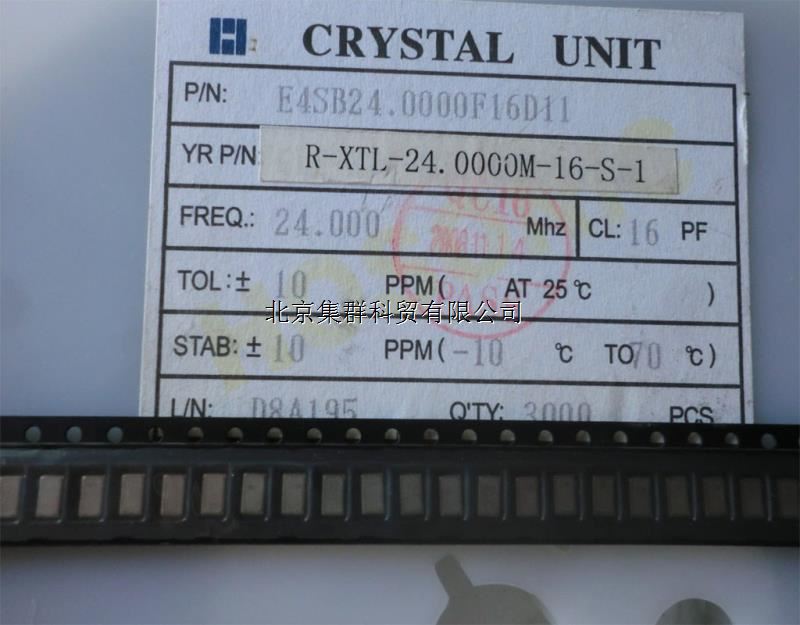 CRYSTAL UNIT
P/N: E4SB24.0000F16D11
YR P/N R-XTL-24.0000M-16-S-1
FREQ.: 24.000 Mhz CL: 16 PF
TOL:± 10 PPM( AT 25℃ )
北京集群科贸有限公司
STAB: ± 10 PPM( -10 ℃ TO 70 ℃)
L/N: D8A195 Q'TY: 3000 PCS